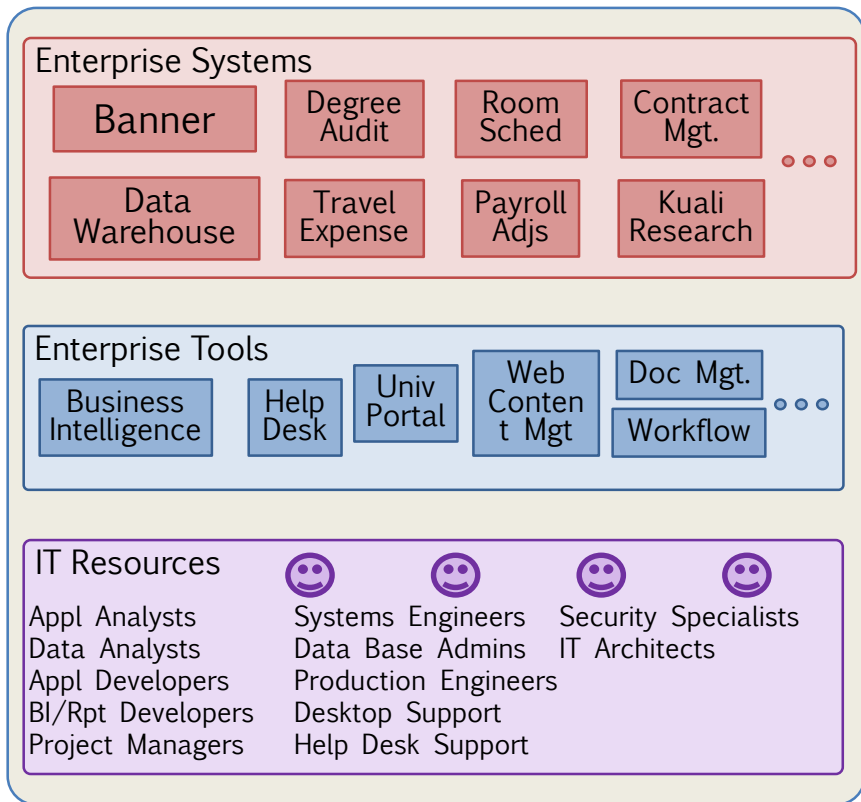 Enterprise Systems
Banner
Degree
Audit
Room
Sched
Contract
Mgt.
Data
Warehouse
Travel
Expense
Payroll
Adjs
Kuali
Research
Enterprise Tools
Business
Intelligence
Help
Desk
Univ
Portal
Web
Conten
t Mgt
Doc Mgt.
Workflow
IT Resources
Appl Analysts
Data Analysts
Appl Developers
BI/Rpt Developers
Project Managers
Systems Engineers
Data Base Admins
Production Engineers
Desktop Support
Help Desk Support
Security Specialists
IT Architects